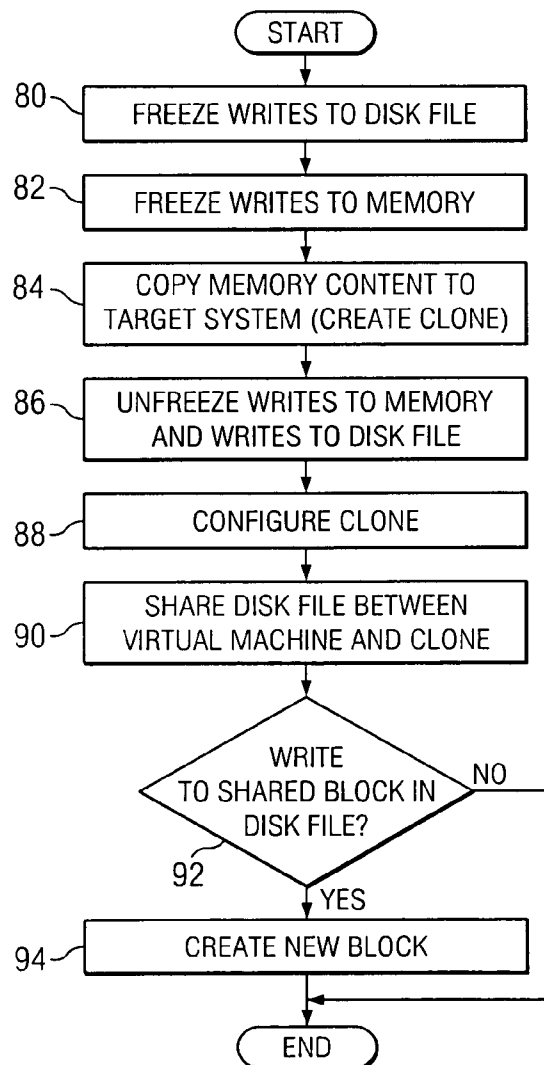 START
80
FREEZE WRITES TO DISK FILE
82
FREEZE WRITES TO MEMORY
84
COPY MEMORY CONTENT TO
TARGET SYSTEM (CREATE CLONE)
86
UNFREEZE WRITES TO MEMORY
AND WRITES TO DISK FILE
88
CONFIGURE CLONE
90
SHARE DISK FILE BETWEEN
VIRTUAL MACHINE AND CLONE
WRITE
TO SHARED BLOCK IN
DISK FILE?
NO
92
YES
94
CREATE NEW BLOCK
END